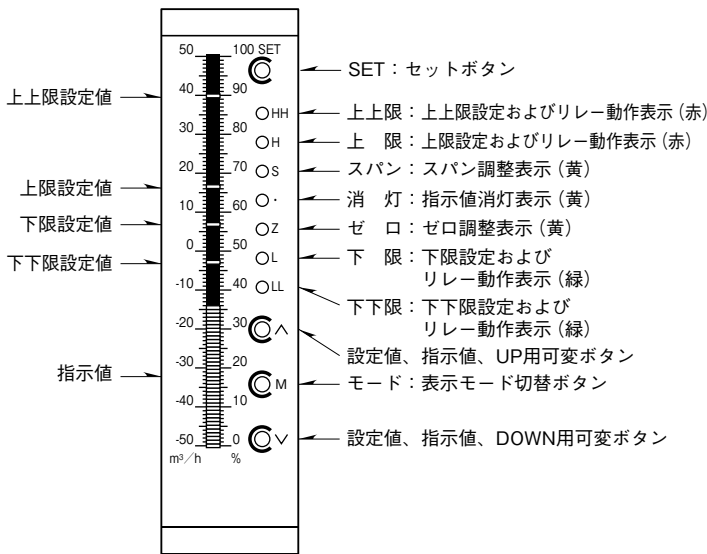 50
100 SET
SET：セットボタン
40
90
上上限設定値
HH
上上限：上上限設定およびリレー動作表示（赤）
30
80
H
上　限：上限設定およびリレー動作表示（赤）
20
70
S
スパン：スパン調整表示（黄）
上限設定値
・
消　灯：指示値消灯表示（黄）
10
60
下限設定値
Z
ゼ　ロ：ゼロ調整表示（黄）
0
50
L
下　限：下限設定および
リレー動作表示（緑）
下下限設定値
-10
40
LL
下下限：下下限設定および
リレー動作表示（緑）
-20
30
設定値、指示値、UP用可変ボタン
-30
20
指示値
M
モード：表示モード切替ボタン
-40
10
-50
0
設定値、指示値、DOWN用可変ボタン
m³／h
%